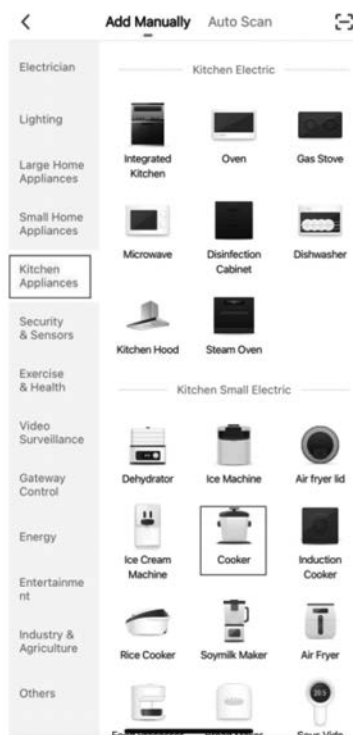 Add Manually Auto Scan
Electrician
Lighting
Large Home
Appliances
Small Home
Appliances
Kitchen
Appliances
Security
& Sensors
Exercise
& Health
Video
Surveillance
Gateway
Control
Energy
Entertainme
nt
Industry &
Agriculture
Others
Kitchen Electric
Integrated
Kitchen
Oven
Gas Stove
Microwave
Disinfection
Cabinet
Dishwasher
Kitchen Hood
Steam Oven
Kitchen Small Electric
Dehydrator
Ice Machine
Air fryer lid
Ice Cream
Machine
Cooker
Induction
Cooker
Rice Cooker
Soymilk Maker
Air Fryer
Sous Vide